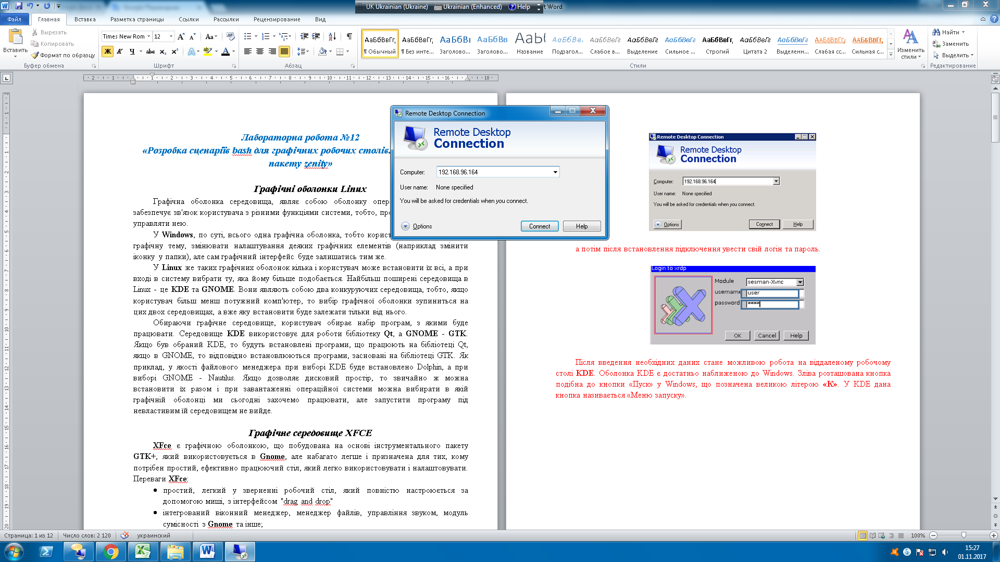 UK Ukrainian (Ukraine) Ukrainian (Enhanced) Help ft Word
Файл Главная Вставка Разметка страницы Ссылки Рассылки Рецензирование Вид
Вставить
Вырезать
Копировать
Формат по образцу
Буфер обмена
Times New Rom 12
Шрифт
Абзац
АаБбВвГг, АаБбВвГг, АаБбВı АаБбВв АаБ АаБбВв. АаБбВвГг АаБбВвГг АаБбВвГг АаБбВвГг, АаБбВвГг АаБбВвГг ААББВВГГ, ААББВВГГ,
¶ Обычный ¶ Без инте... Заголово... Заголово... Название Подзагол... Слабое в... Выделение Сильное ... Строгий Цитата 2 Выделенн... Слабая сс... Сильная с...
Стили
Изменить стили
Найти
Заменить
Выделить
Редактирование
Лабораторна робота №12
«Розробка сценаріїв bash для графічних робочих столів.
пакету zenity»
Графічні оболонки Linux
Графічна оболонка середовища, являє собою оболонку опер
забезпечує зв'язок користувача з різними функціями системи, тобто, про
управляти нею.
У Windows, по суті, всього одна графічна оболонка, тобто корист
графічну тему, змінювати налаштування деяких графічних елементів (наприклад змінити
іконку у папки), але сам графічний інтерфейс буде залишатись тим же.
У Linux же таких графічних оболонок кілька і користувач може встановити їх всі, а при
вході в систему вибрати ту, яка йому більше подобається. Найбільш поширені середовища в
Linux - це KDE та GNOME. Вони являють собою два конкуруючих середовища, тобто, якщо
користувач більш менш потужний комп'ютер, то вибір графічної оболонки зупиниться на
цих двох середовищах, а вже яку встановити буде залежати тільки від нього.
Обираючи графічне середовище, користувач обирає набір програм, з якими буде
працювати. Середовище KDE використовує для роботи бібліотеку Qt, а GNOME - GTK.
Якщо був обраний KDE, то будуть встановлені програми, що працюють на бібліотеці Qt,
якщо в GNOME, то відповідно встановлюються програми, засновані на бібліотеці GTK. Як
приклад, у якості файлового менеджера при виборі KDE буде встановлено Dolphin, а при
виборі GNOME - Nautilus. Якщо дозволяє дисковий простір, то звичайно ж можна
встановити їх разом і при завантаженні операційної системи можна вибирати в якій
графічній оболонці ми сьогодні захочемо працювати, але запустити програму під
невластивим їй середовищем не вийде.
Графічне середовище XFCE
XFce є графічною оболонкою, що побудована на основі інструментального пакету
GTK+, який використовується в Gnome, але набагато легше і призначена для тих, кому
потрібен простий, ефективно працюючий стіл, який легко використовувати і налаштовувати.
Переваги XFce:
• простий, легкий у зверненні робочий стіл, який повністю настроюється за
допомогою миші, з інтерфейсом "drag and drop"
• інтегрований віконний менеджер, менеджер файлів, управління звуком, модуль
сумісності з Gnome та інше;
Remote Desktop Connection
Remote Desktop
Connection
Computer: 192.168.96.164
User name: None specified
You will be asked for credentials when you connect.
Options Connect Help
Remote Desktop Connection
Remote Desktop
Connection
Computer: 192.168.96.164
User name: None specified
You will be asked for credentials when you connect.
Options Connect Help
а потім після встановлення підключення увести свій логін та пароль.
Login to xrdp
Module sesman-Xvnc
username user
password ****
OK Cancel Help
Після введення необхідних даних стане можливою робота на віддаленому робочому
столі KDE. Оболонка KDE є достатньо наближеною до Windows. Зліва розташована кнопка
подібна до кнопки «Пуск» у Windows, що позначена великою літерою «К». У KDE дана
кнопка називається «Меню запуску».
Страница: 1 из 12 Число слов: 2 120 украинский 100%
15:27
01.11.2017